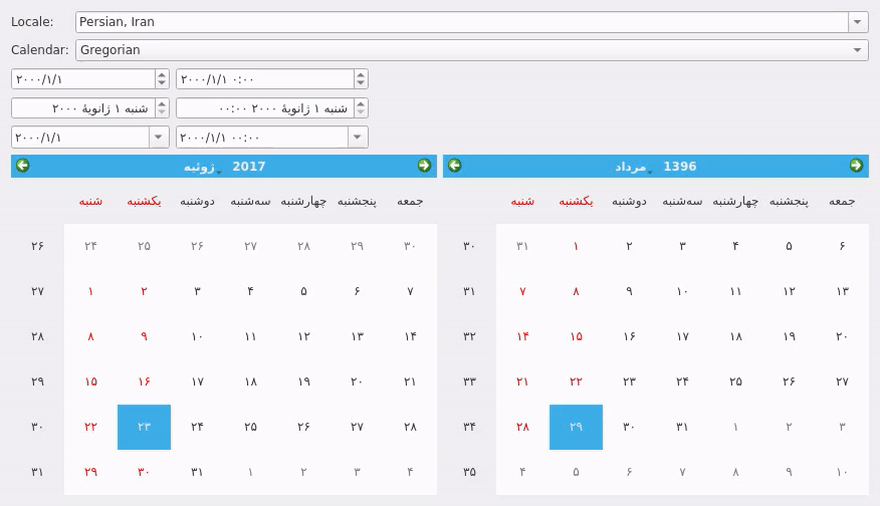 Locale: Persian, Iran
Calendar: Gregorian
۲۰۰۰/۱/۱ ۲۰۰۰/۱/۱ ۰:۰۰
شنبه ۱ ژانویهٔ ۲۰۰۰ شنبه ۱ ژانویهٔ ۲۰۰۰ ۰۰:۰۰
۲۰۰۰/۱/۱ ۲۰۰۰/۱/۱ ۰۰:۰۰
ژوئیه 2017 مرداد 1396
شنبه یکشنبه دوشنبه سه‌شنبه چهارشنبه پنجشنبه جمعه شنبه یکشنبه دوشنبه سه‌شنبه چهارشنبه پنجشنبه جمعه
۲۶ ۲۴ ۲۵ ۲۶ ۲۷ ۲۸ ۲۹ ۳۰ ۳۰ ۳۱ ۱ ۲ ۳ ۴ ۵ ۶
۲۷ ۱ ۲ ۳ ۴ ۵ ۶ ۷ ۳۱ ۷ ۸ ۹ ۱۰ ۱۱ ۱۲ ۱۳
۲۸ ۸ ۹ ۱۰ ۱۱ ۱۲ ۱۳ ۱۴ ۳۲ ۱۴ ۱۵ ۱۶ ۱۷ ۱۸ ۱۹ ۲۰
۲۹ ۱۵ ۱۶ ۱۷ ۱۸ ۱۹ ۲۰ ۲۱ ۳۳ ۲۱ ۲۲ ۲۳ ۲۴ ۲۵ ۲۶ ۲۷
۳۰ ۲۲ ۲۳ ۲۴ ۲۵ ۲۶ ۲۷ ۲۸ ۳۴ ۲۸ ۲۹ ۳۰ ۳۱ ۱ ۲ ۳
۳۱ ۲۹ ۳۰ ۳۱ ۱ ۲ ۳ ۴ ۳۵ ۴ ۵ ۶ ۷ ۸ ۹ ۱۰